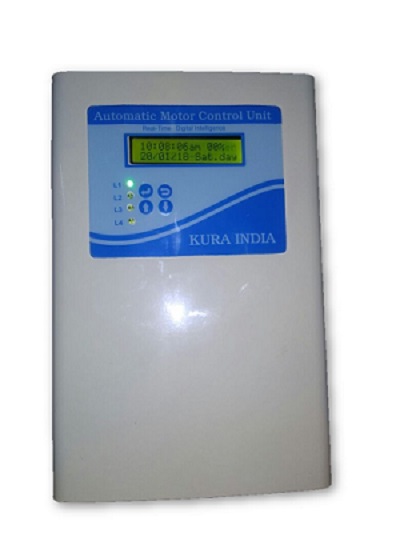 Automatic Motor Control Unit
Real Time Digital Intelligence
10:08:06am 00%
20/01/18-Sat.day
L1
L2
L3
L4
KURA INDIA